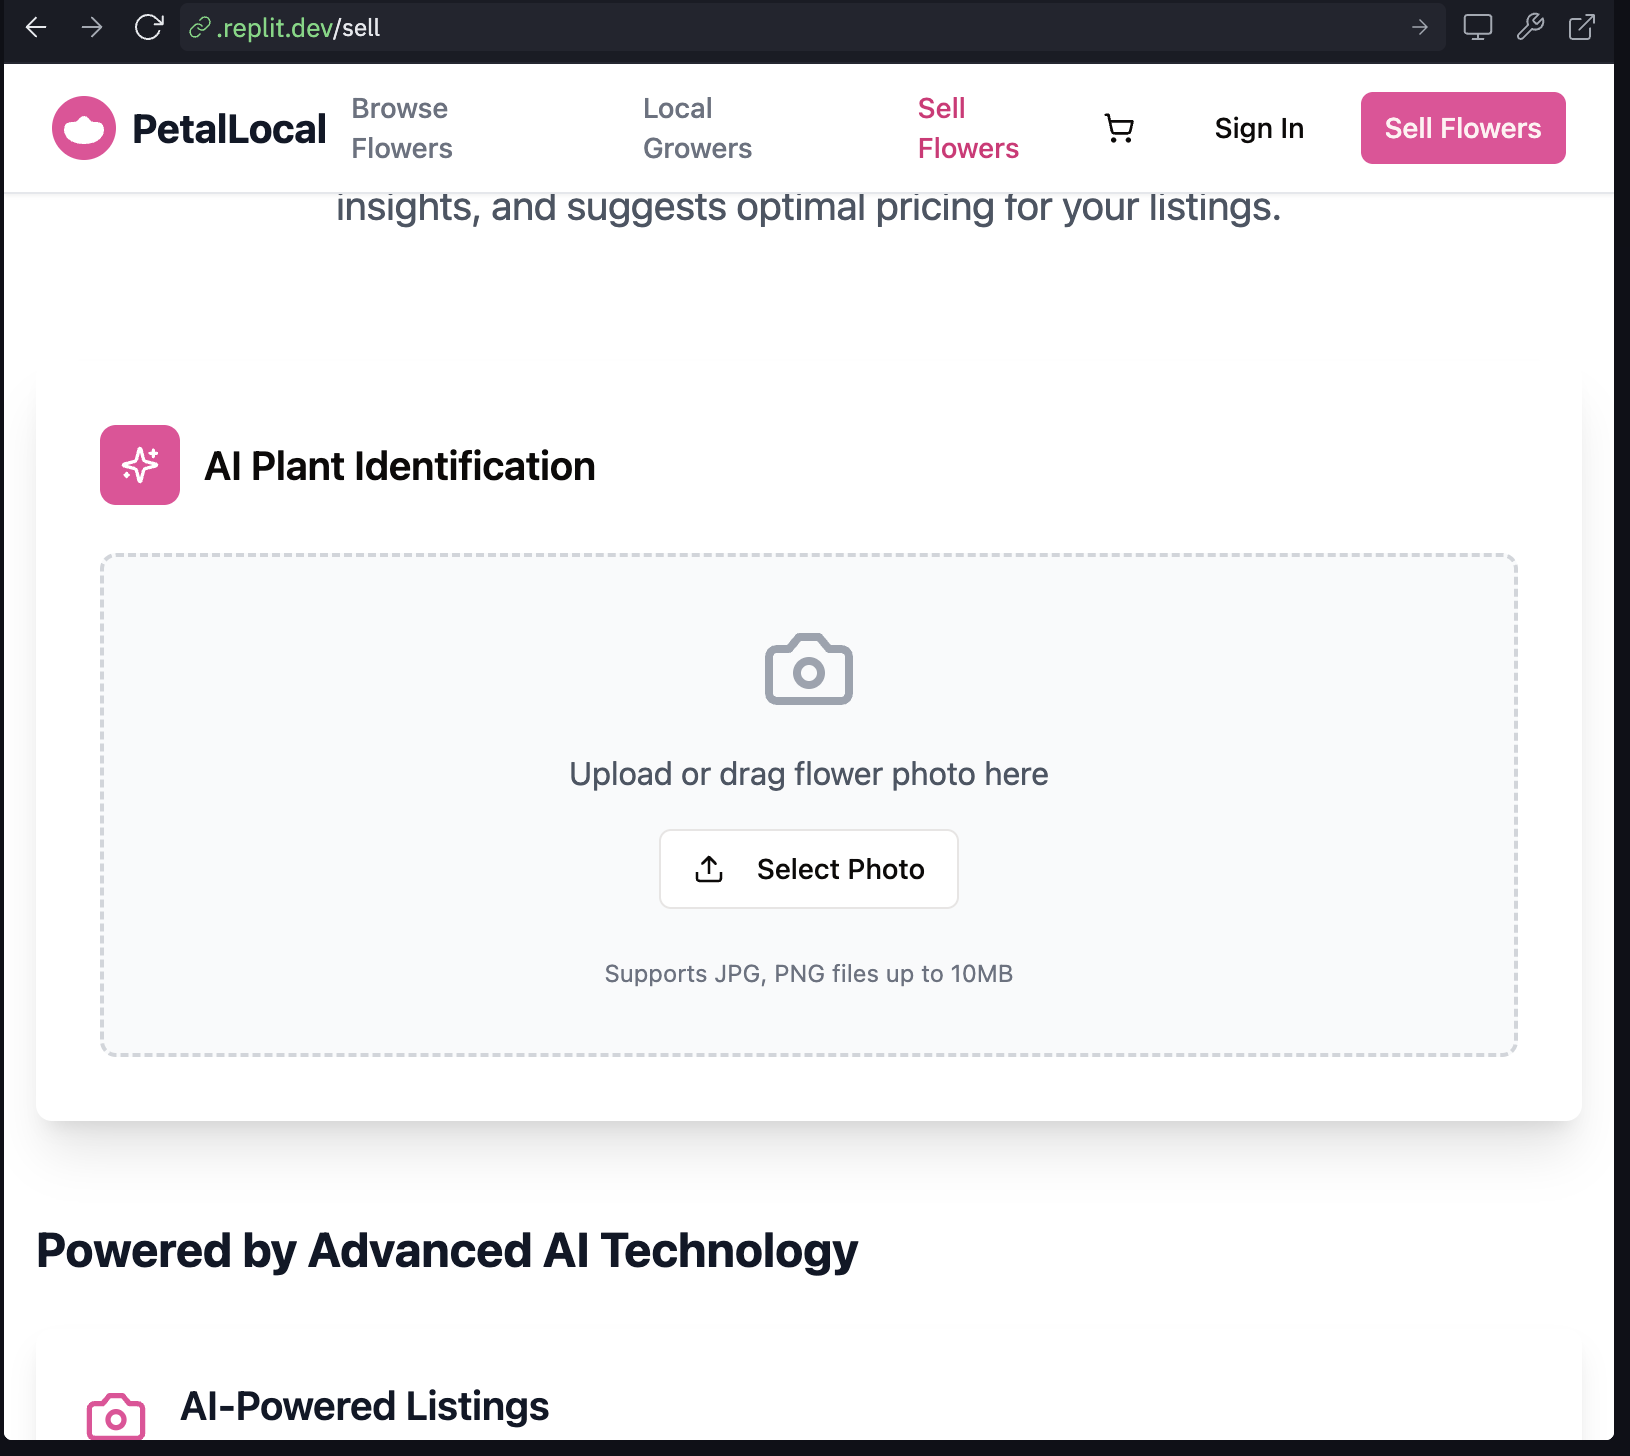 .replit.dev/sell
PetalLocal
Browse
Flowers
Local
Growers
Sell
Flowers
Sign In
Sell Flowers
insights, and suggests optimal pricing for your listings.
AI Plant Identification
Upload or drag flower photo here
Select Photo
Supports JPG, PNG files up to 10MB
Powered by Advanced AI Technology
AI-Powered Listings